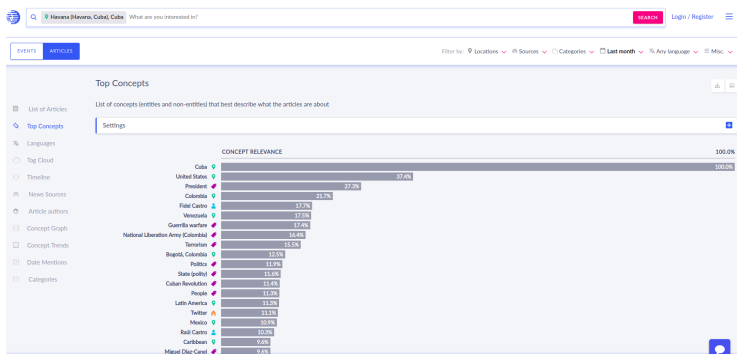 Havana (Havana, Cuba), Cuba What are you interested in? SEARCH Login / Register
EVENTS ARTICLES Filter by: Locations Sources Categories Last month Any language Misc.
Top Concepts
List of concepts (entities and non-entities) that best describe what the articles are about
Settings
List of Articles
Top Concepts
Languages
Tag Cloud
Timeline
News Sources
Article authors
Concept Graph
Concept Trends
Date Mentions
Categories
CONCEPT RELEVANCE 100.0%
Cuba 100.0%
United States 37.4%
President 27.3%
Colombia 21.7%
Fidel Castro 17.7%
Venezuela 17.5%
Guerrilla warfare 17.4%
National Liberation Army (Colombia) 16.4%
Terrorism 15.5%
Bogotá, Colombia 12.5%
Politics 11.9%
State (polity) 11.6%
Cuban Revolution 11.4%
People 11.3%
Latin America 11.3%
Twitter 11.1%
Mexico 10.9%
Raúl Castro 10.3%
Caribbean 9.6%
Miguel Díaz-Canel 9.6%